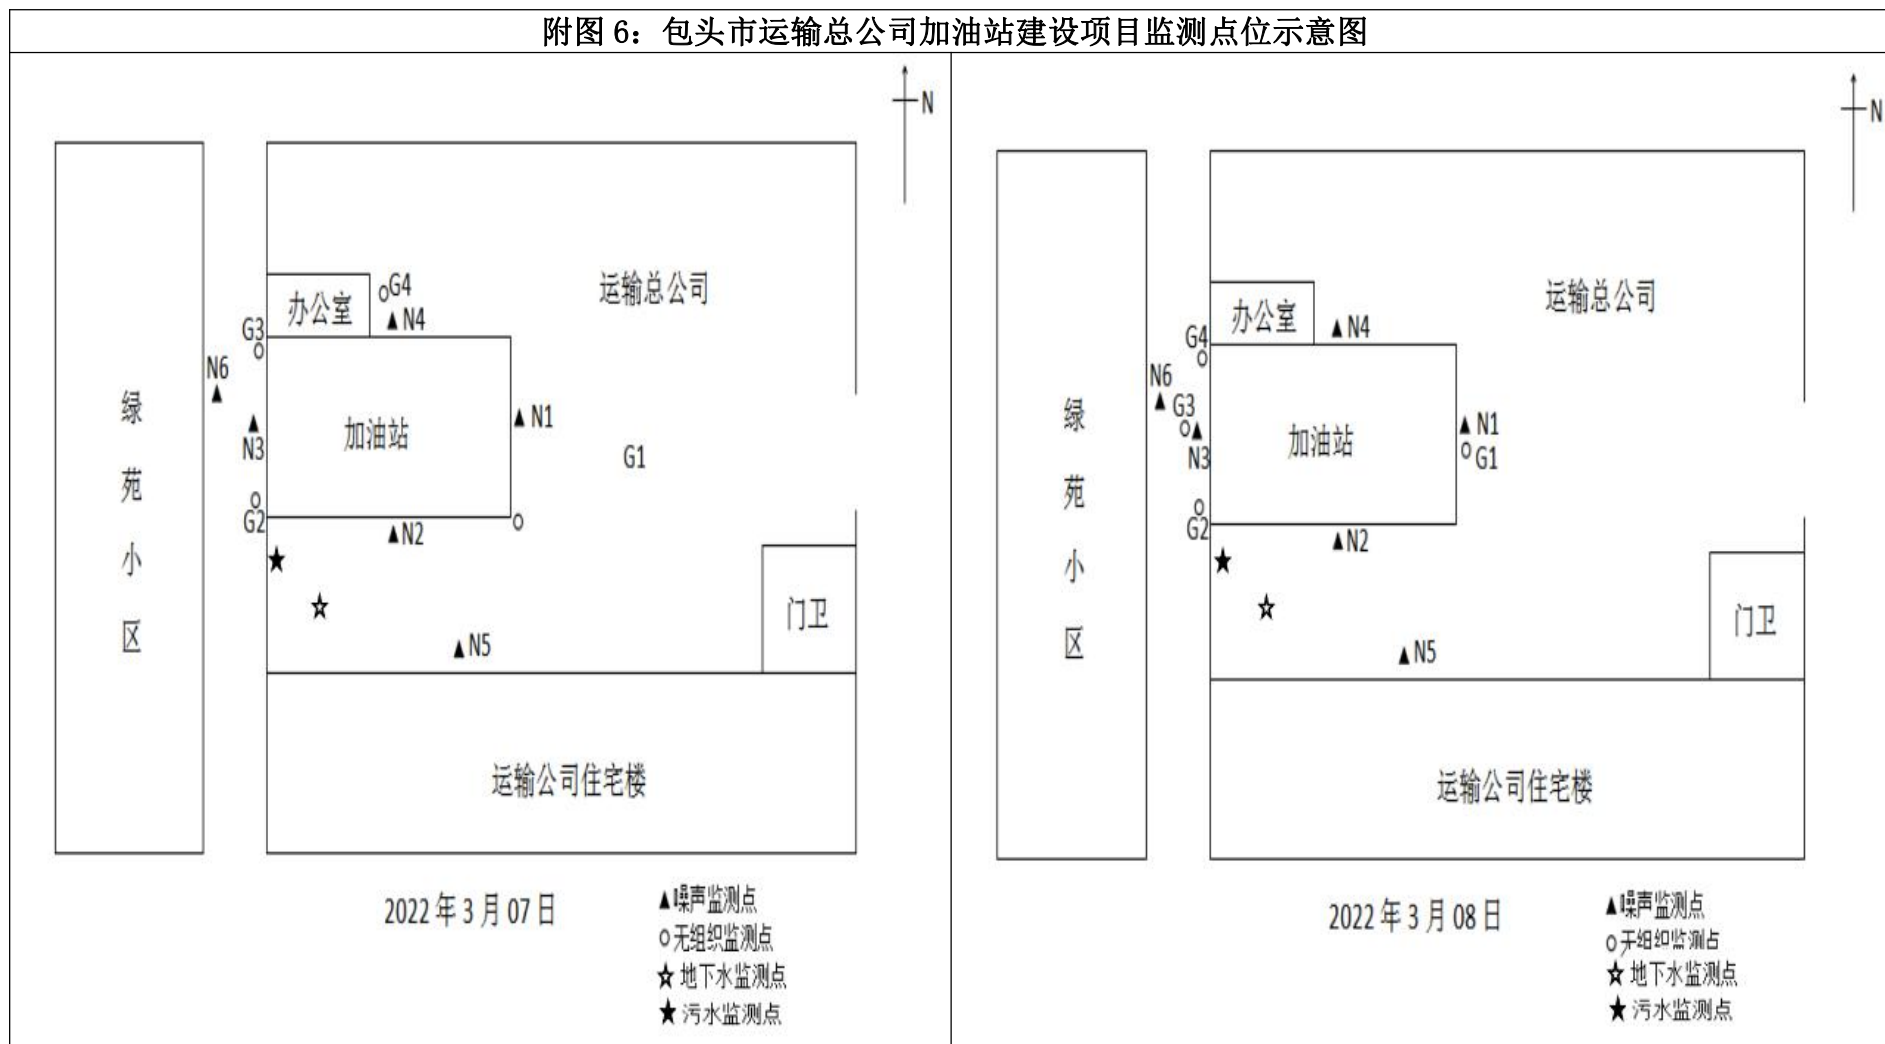 附图 6：包头市运输总公司加油站建设项目监测点位示意图
N
运输总公司
G4
办公室
N4
G3
N6
绿苑小区
加油站
N1
N3
G1
G2
N2
门卫
N5
运输公司住宅楼
2022 年 3 月 07 日
▲噪声监测点
○无组织监测点
☆地下水监测点
★污水监测点
N
运输总公司
办公室
N4
G4
N6
G3
绿苑小区
加油站
N1
N3
G1
G2
N2
门卫
N5
运输公司住宅楼
2022 年 3 月 08 日
▲噪声监测点
○无组织监测点
☆地下水监测点
★污水监测点